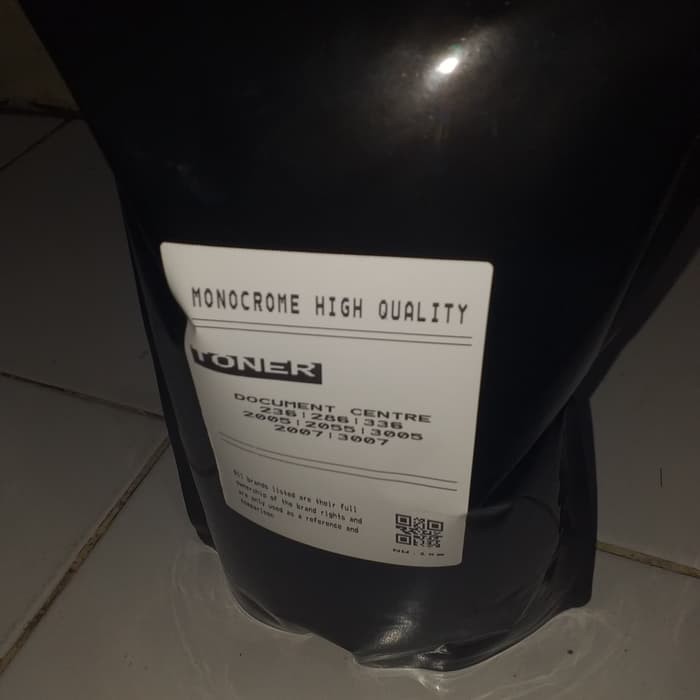 MONOCROME HIGH QUALITY
TONER
DOCUMENT CENTRE
236|286|336
2005|2055|3005
2007|3007
All brands listed are their full
ownership of the brand rights and
are only used as a reference and
comparison